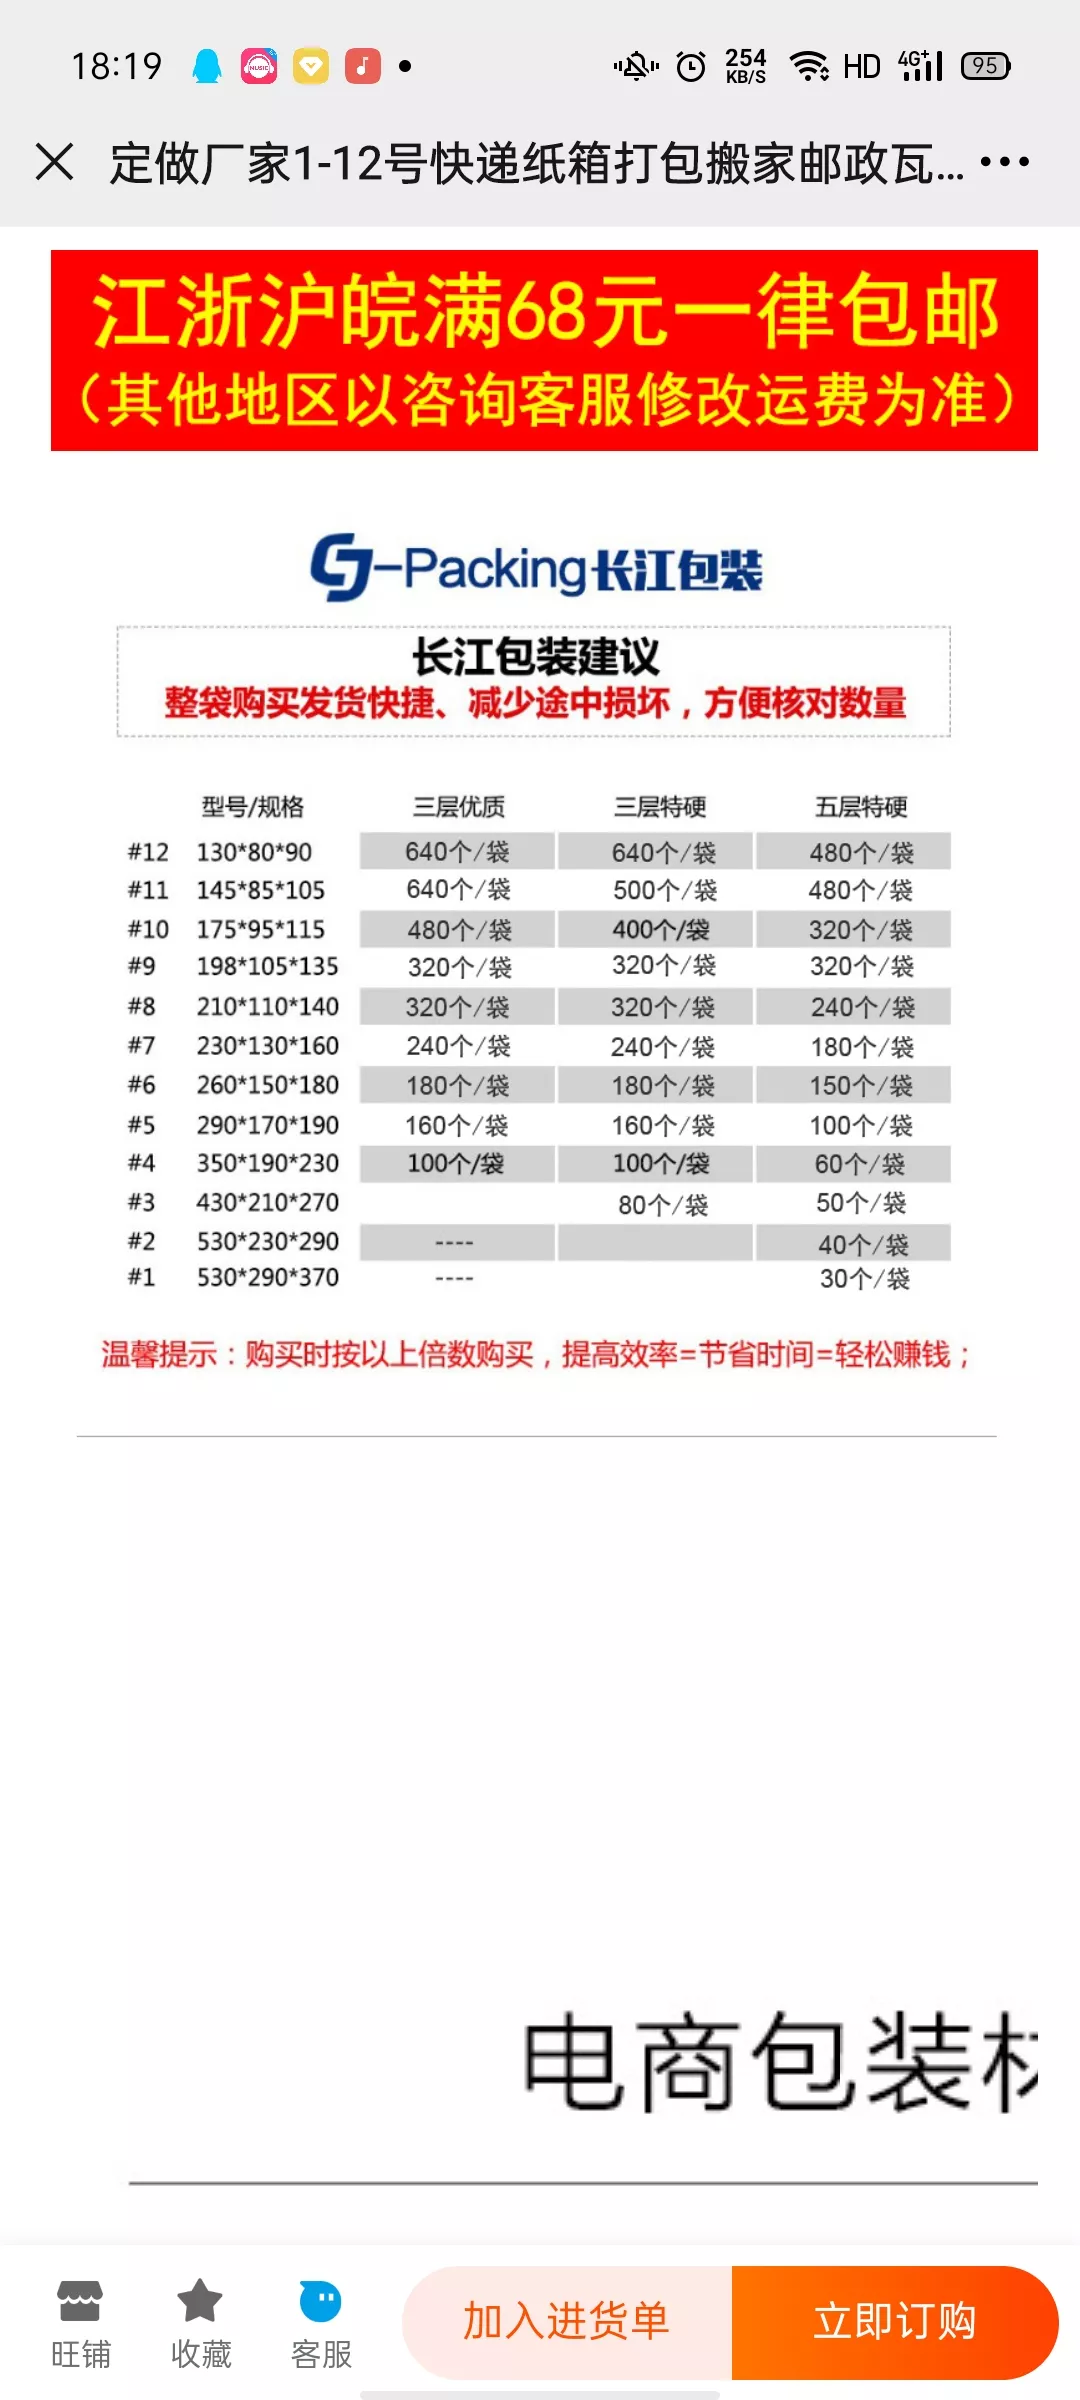 18:19 254 KB/S HD 4G+ 95
定做厂家1-12号快递纸箱打包搬家邮政瓦...
江浙沪皖满68元一律包邮
（其他地区以咨询客服修改运费为准）
-Packing长江包装
长江包装建议
整袋购买发货快捷、减少途中损坏，方便核对数量
型号/规格 三层优质 三层特硬 五层特硬
#12 130*80*90 640个/袋 640个/袋 480个/袋
#11 145*85*105 640个/袋 500个/袋 480个/袋
#10 175*95*115 480个/袋 400个/袋 320个/袋
#9 198*105*135 320个/袋 320个/袋 320个/袋
#8 210*110*140 320个/袋 320个/袋 240个/袋
#7 230*130*160 240个/袋 240个/袋 180个/袋
#6 260*150*180 180个/袋 180个/袋 150个/袋
#5 290*170*190 160个/袋 160个/袋 100个/袋
#4 350*190*230 100个/袋 100个/袋 60个/袋
#3 430*210*270 80个/袋 50个/袋
#2 530*230*290 ---- 40个/袋
#1 530*290*370 ---- 30个/袋
温馨提示：购买时按以上倍数购买，提高效率=节省时间=轻松赚钱；
电商包装
旺铺 收藏 客服 加入进货单 立即订购